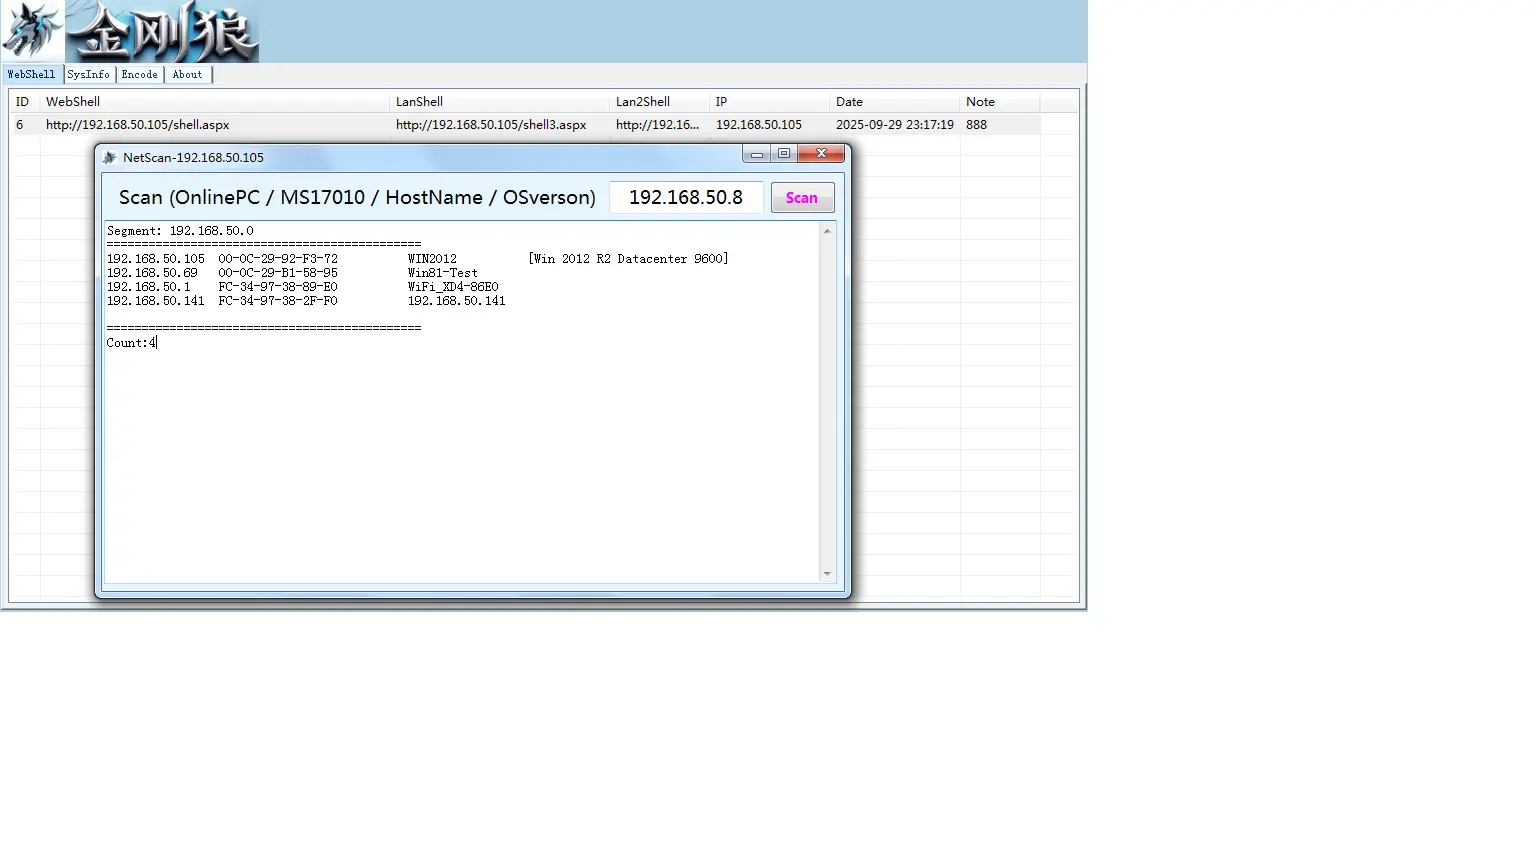 金刚狼
WebShell SysInfo Encode About
ID WebShell LanShell Lan2Shell IP Date Note
6 http://192.168.50.105/shell.aspx http://192.168.50.105/shell3.aspx http://192.16... 192.168.50.105 2025-09-29 23:17:19 888
NetScan-192.168.50.105
Scan (OnlinePC / MS17010 / HostName / OSverson) 192.168.50.8 Scan
Segment: 192.168.50.0
=============================================
192.168.50.105 00-0C-29-92-F3-72 WIN2012 [Win 2012 R2 Datacenter 9600]
192.168.50.69 00-0C-29-B1-58-95 Win81-Test
192.168.50.1 FC-34-97-38-89-E0 WiFi_XD4-86E0
192.168.50.141 FC-34-97-38-2F-F0 192.168.50.141
=============================================
Count:4